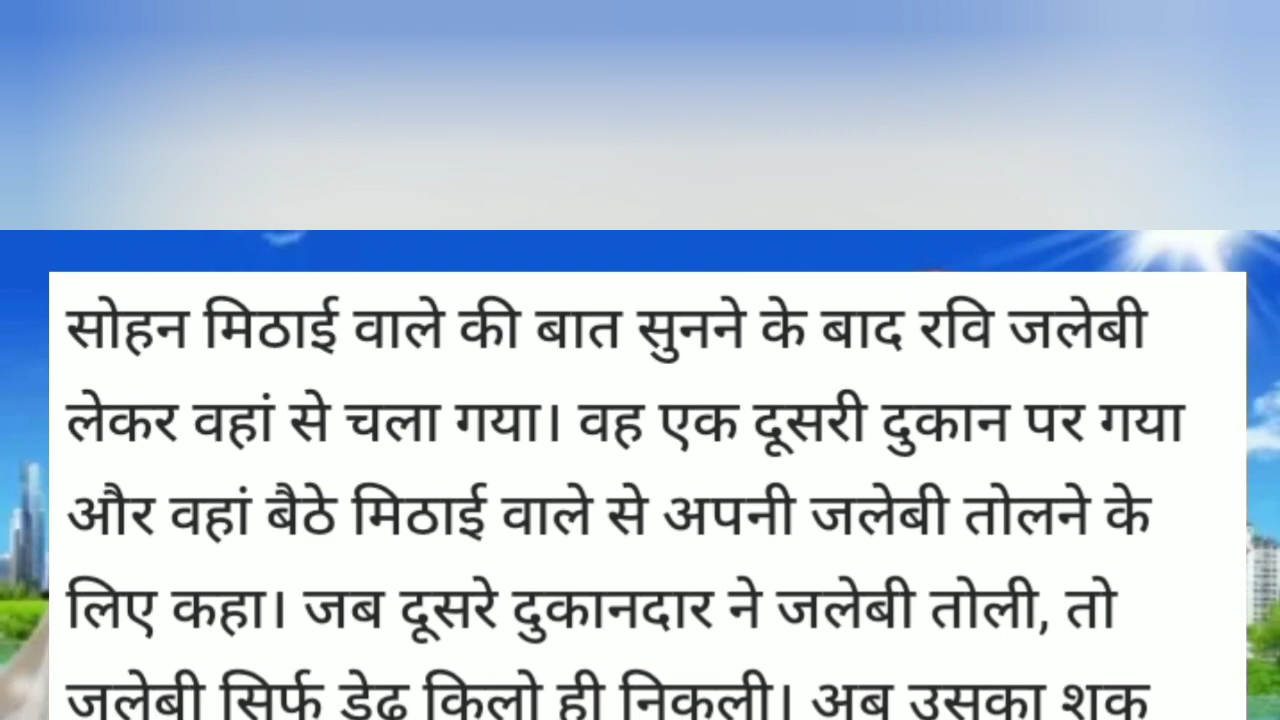 सोहन मिठाई वाले की बात सुनने के बाद रवि जलेबी
लेकर वहां से चला गया। वह एक दूसरी दुकान पर गया
और वहां बैठे मिठाई वाले से अपनी जलेबी तोलने के
लिए कहा। जब दूसरे दुकानदार ने जलेबी तोली, तो
जलेबी सिर्फ डेढ़ किलो ही निकली। अब उसका शक